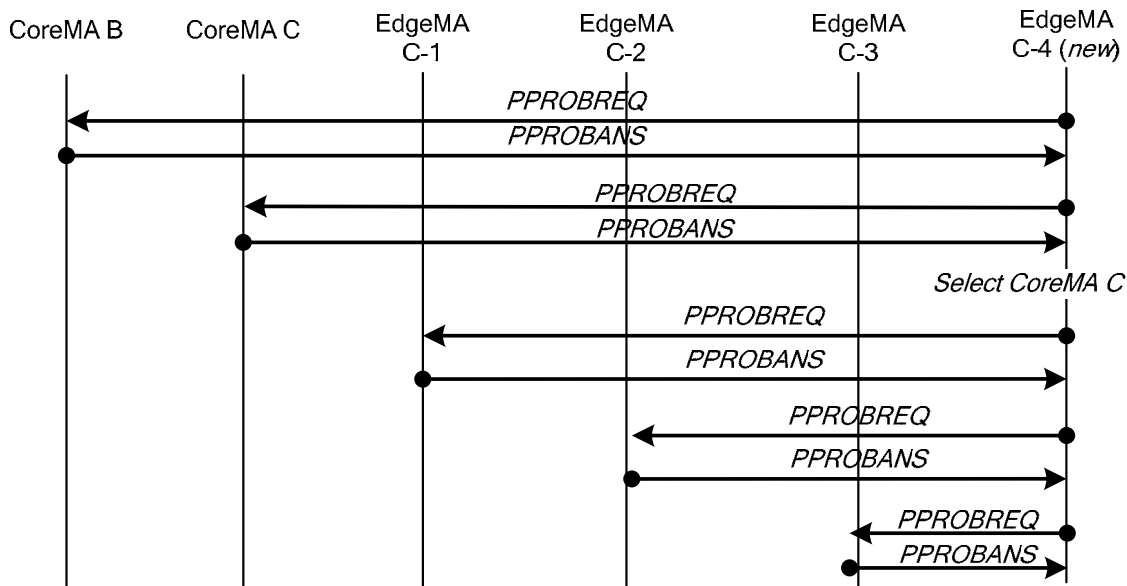 CoreMA B
CoreMA C
EdgeMA
C-1
EdgeMA
C-2
EdgeMA
C-3
EdgeMA
C-4 (new)
PPROBREQ
PPROBANS
PPROBREQ
PPROBANS
Select CoreMA C
PPROBREQ
PPROBANS
PPROBREQ
PPROBANS
PPROBREQ
PPROBANS